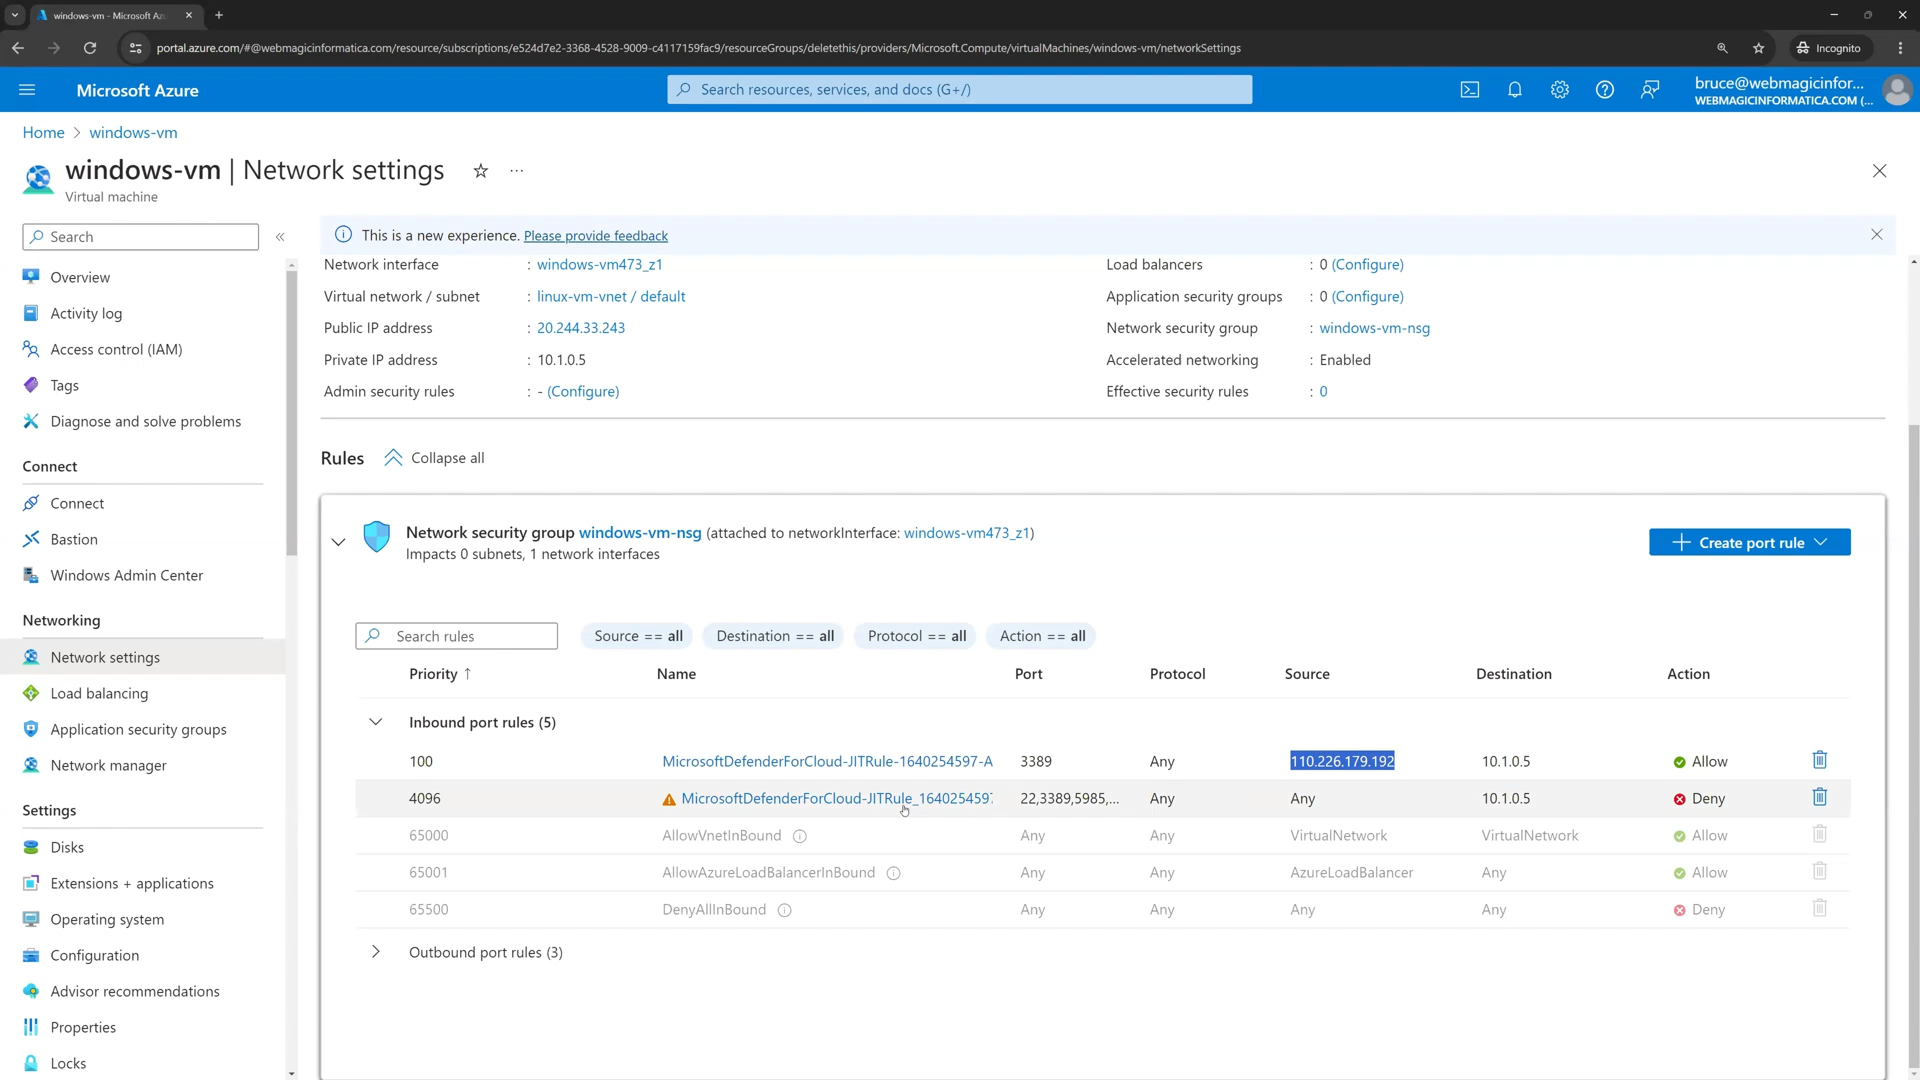 windows-vm - Microsoft Az
portal.azure.com/#@webmagicinformatica.com/resource/subscriptions/e524d7e2-3368-4528-9009-c4117159fac9/resourceGroups/deletethis/providers/Microsoft.Compute/virtualMachines/windows-vm/networkSettings
Incognito
Microsoft Azure
Search resources, services, and docs (G+/)
bruce@webmagicinfor...
WEBMAGICINFORMATICA.COM (...
Home > windows-vm
windows-vm | Network settings
Virtual machine
Search
This is a new experience. Please provide feedback
Overview
Activity log
Access control (IAM)
Tags
Diagnose and solve problems
Connect
Connect
Bastion
Windows Admin Center
Networking
Network settings
Load balancing
Application security groups
Network manager
Settings
Disks
Extensions + applications
Operating system
Configuration
Advisor recommendations
Properties
Locks
Network interface : windows-vm473_z1
Virtual network / subnet : linux-vm-vnet / default
Public IP address : 20.244.33.243
Private IP address : 10.1.0.5
Admin security rules : - (Configure)
Load balancers : 0 (Configure)
Application security groups : 0 (Configure)
Network security group : windows-vm-nsg
Accelerated networking : Enabled
Effective security rules : 0
Rules Collapse all
Network security group windows-vm-nsg (attached to networkInterface: windows-vm473_z1)
Impacts 0 subnets, 1 network interfaces
Create port rule
Search rules
Source == all Destination == all Protocol == all Action == all
Priority ↑ Name Port Protocol Source Destination Action
Inbound port rules (5)
100 MicrosoftDefenderForCloud-JITRule-1640254597-A 3389 Any 110.226.179.192 10.1.0.5 Allow
4096 MicrosoftDefenderForCloud-JITRule_1640254597 22,3389,5985,... Any Any 10.1.0.5 Deny
65000 AllowVnetInBound Any Any VirtualNetwork VirtualNetwork Allow
65001 AllowAzureLoadBalancerInBound Any Any AzureLoadBalancer Any Allow
65500 DenyAllInBound Any Any Any Any Deny
Outbound port rules (3)